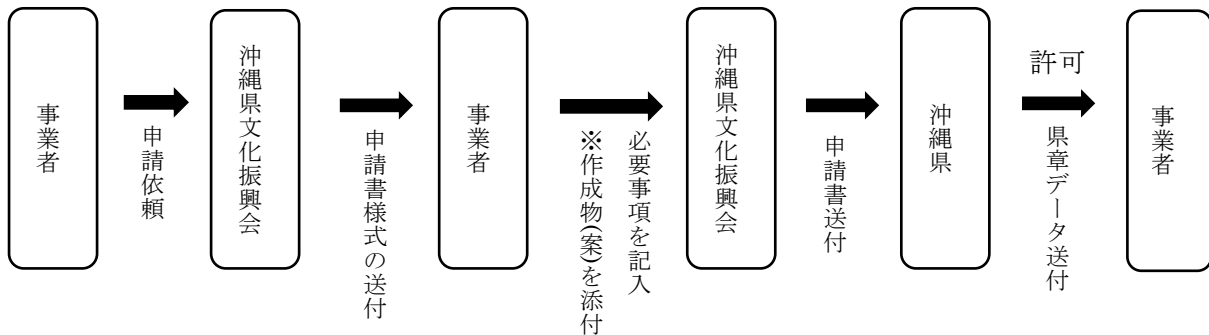 事業者
申請依頼
沖縄県文化振興会
申請書様式の送付
事業者
必要事項を記入
※作成物(案)を添付
沖縄県文化振興会
申請書送付
沖縄県
許可
県章データ送付
事業者